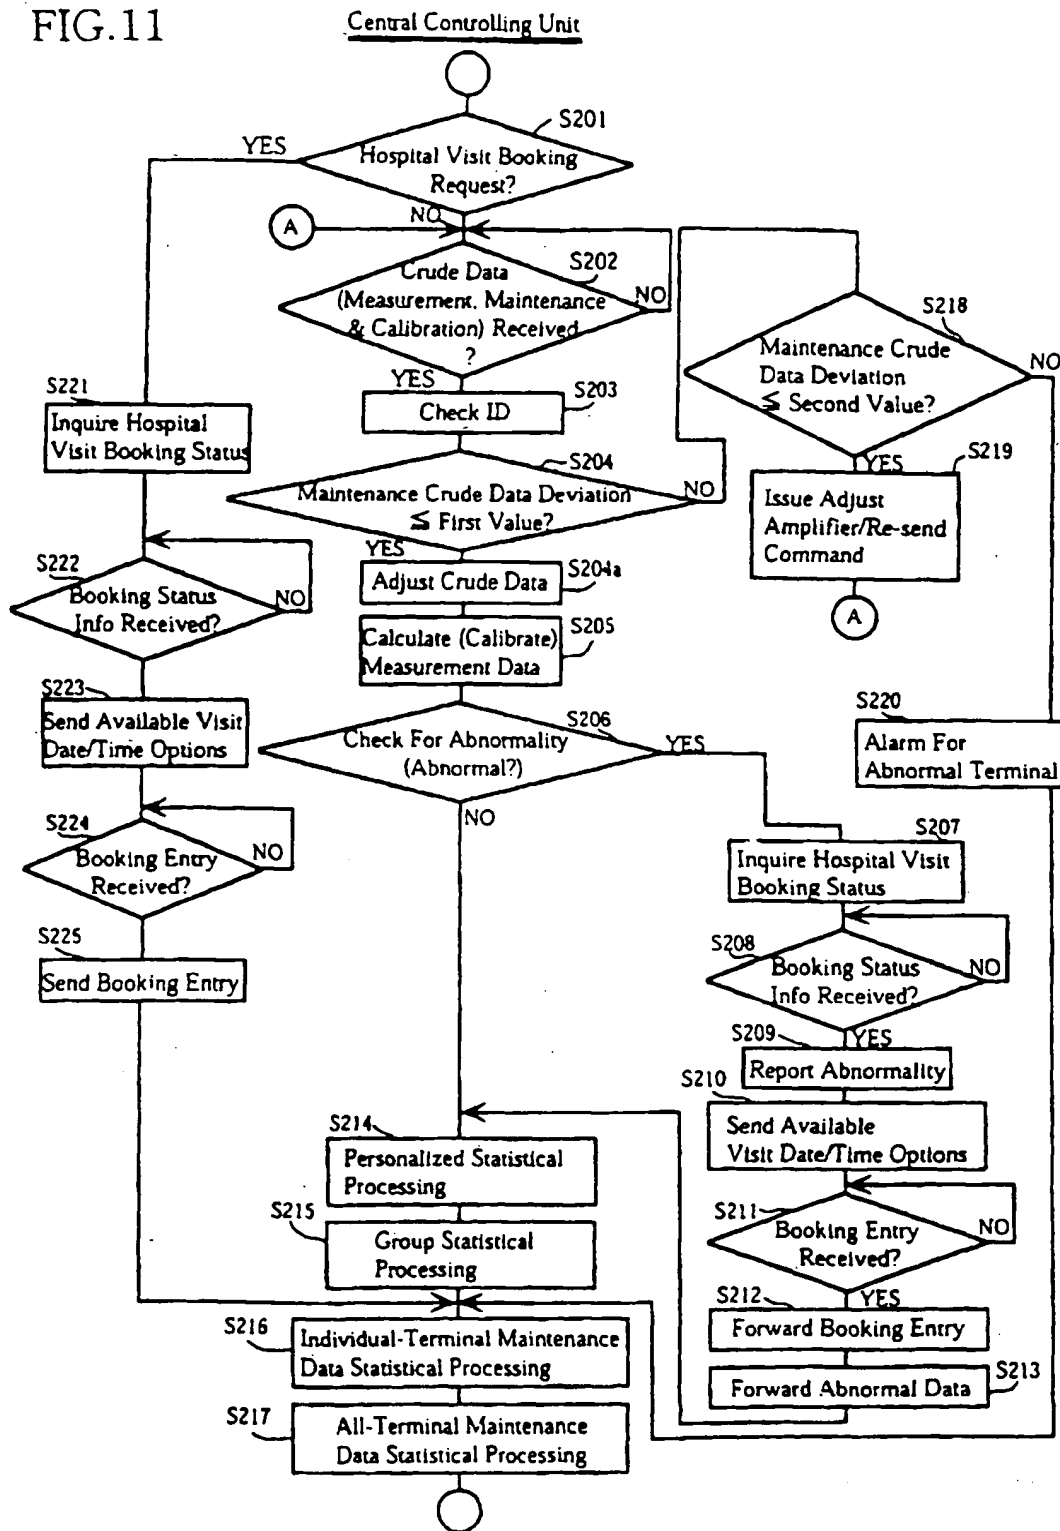 FIG.11
Central Controlling Unit
S201
YES
Hospital Visit Booking
Request?
NO
A
S202
Crude Data
(Measurement, Maintenance
& Calibration) Received
?
NO
YES
S203
Check ID
S204
Maintenance Crude Data Deviation
≦ First Value?
NO
YES
Adjust Crude Data
S204a
Calculate (Calibrate)
Measurement Data
S205
S206
Check For Abnormality
(Abnormal?)
YES
NO
S218
Maintenance Crude
Data Deviation
≦ Second Value?
NO
YES
S219
Issue Adjust
Amplifier/Re-send
Command
A
S220
Alarm For
Abnormal Terminal
S221
Inquire Hospital
Visit Booking Status
S222
Booking Status
Info Received?
NO
S223
Send Available Visit
Date/Time Options
S224
Booking Entry
Received?
NO
S225
Send Booking Entry
S207
Inquire Hospital Visit
Booking Status
S208
Booking Status
Info Received?
NO
YES
S209
Report Abnormality
S210
Send Available
Visit Date/Time Options
S211
Booking Entry
Received?
NO
YES
S212
Forward Booking Entry
Forward Abnormal Data
S213
S214
Personalized Statistical
Processing
S215
Group Statistical
Processing
S216
Individual-Terminal Maintenance
Data Statistical Processing
S217
All-Terminal Maintenance
Data Statistical Processing